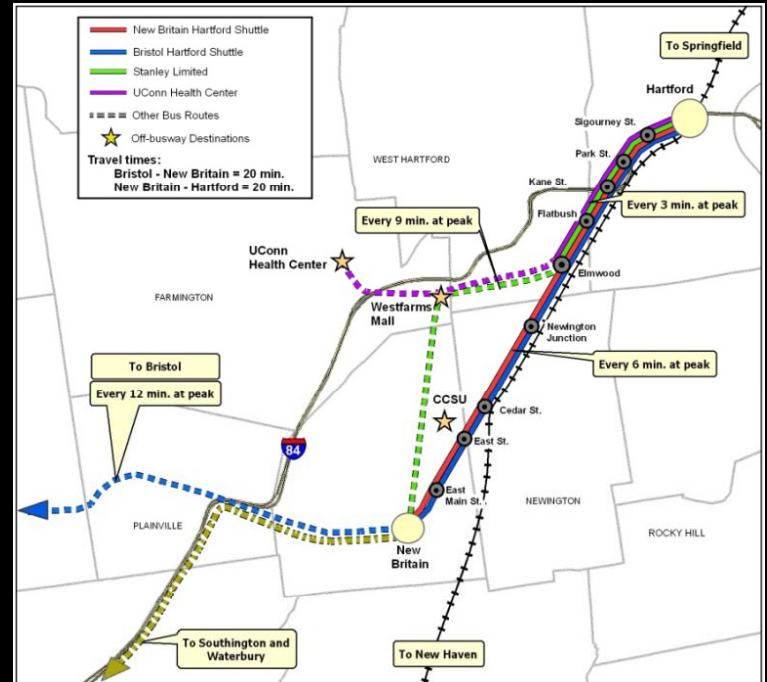 New Britain Hartford Shuttle
Bristol Hartford Shuttle
Stanley Limited
UConn Health Center
Other Bus Routes
Off-busway Destinations
Travel times:
Bristol - New Britain = 20 min.
New Britain - Hartford = 20 min.
To Springfield
Hartford
Sigourney St.
WEST HARTFORD
Park St.
Kane St.
Every 3 min. at peak
Every 9 min. at peak
Flatbush
UConn
Health Center
Elmwood
FARMINGTON
Westfarms
Mall
Newington
Junction
To Bristol
Every 12 min. at peak
Every 6 min. at peak
CCSU
Cedar St.
84
East St.
East
Main St.
NEWINGTON
PLAINVILLE
ROCKY HILL
New
Britain
To Southington and
Waterbury
To New Haven